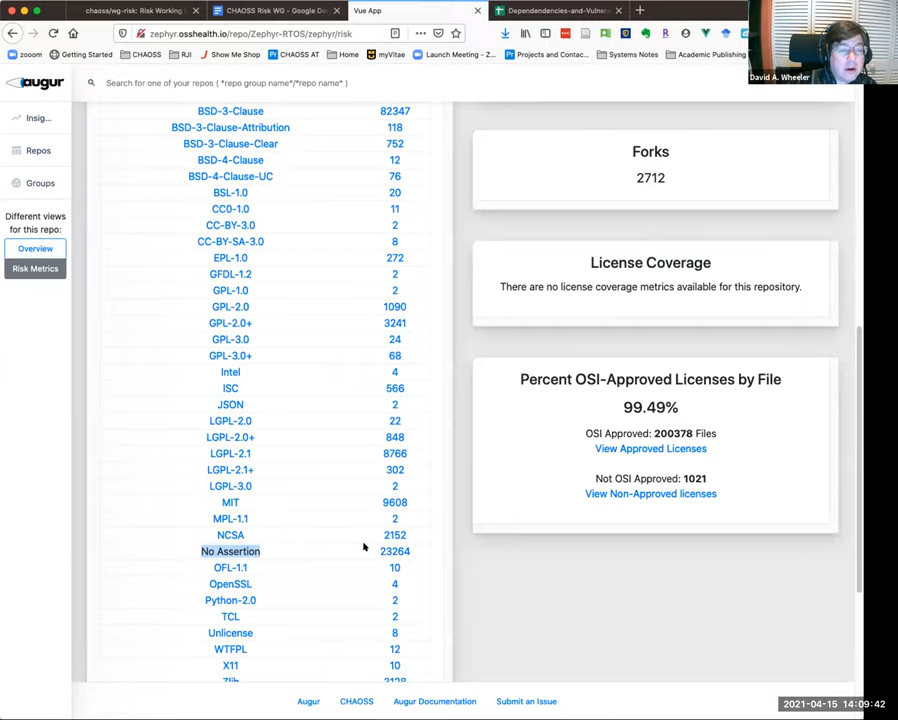 chaoss/wg-risk: Risk Working
CHAOSS Risk WG - Google Do
Vue App
Dependendencies-and-Vulner
zephyr.osshealth.io/repo/Zephyr-RTOS/zephyr/risk
zooom
Getting Started
CHAOSS
RJI
Show Me Shop
CHAOSS AT
Home
myVitae
Launch Meeting - Z...
Projects and Contac...
Systems Notes
Academic Publishing
David A. Wheeler
augur
Search for one of your repos ( *repo group name*/*repo name* )
Insig...
Repos
Groups
Different views
for this repo:
Overview
Risk Metrics
BSD-3-Clause 82347
BSD-3-Clause-Attribution 118
BSD-3-Clause-Clear 752
BSD-4-Clause 12
BSD-4-Clause-UC 76
BSL-1.0 20
CC0-1.0 11
CC-BY-3.0 2
CC-BY-SA-3.0 8
EPL-1.0 272
GFDL-1.2 2
GPL-1.0 2
GPL-2.0 1090
GPL-2.0+ 3241
GPL-3.0 24
GPL-3.0+ 68
Intel 4
ISC 566
JSON 2
LGPL-2.0 22
LGPL-2.0+ 848
LGPL-2.1 8766
LGPL-2.1+ 302
LGPL-3.0 2
MIT 9608
MPL-1.1 2
NCSA 2152
No Assertion 23264
OFL-1.1 10
OpenSSL 4
Python-2.0 2
TCL 2
Unlicense 8
WTFPL 12
X11 10
Zlib 3128
Forks
2712
License Coverage
There are no license coverage metrics available for this repository.
Percent OSI-Approved Licenses by File
99.49%
OSI Approved: 200378 Files
View Approved Licenses
Not OSI Approved: 1021
View Non-Approved licenses
Augur
CHAOSS
Augur Documentation
Submit an Issue
2021-04-15 14:09:42